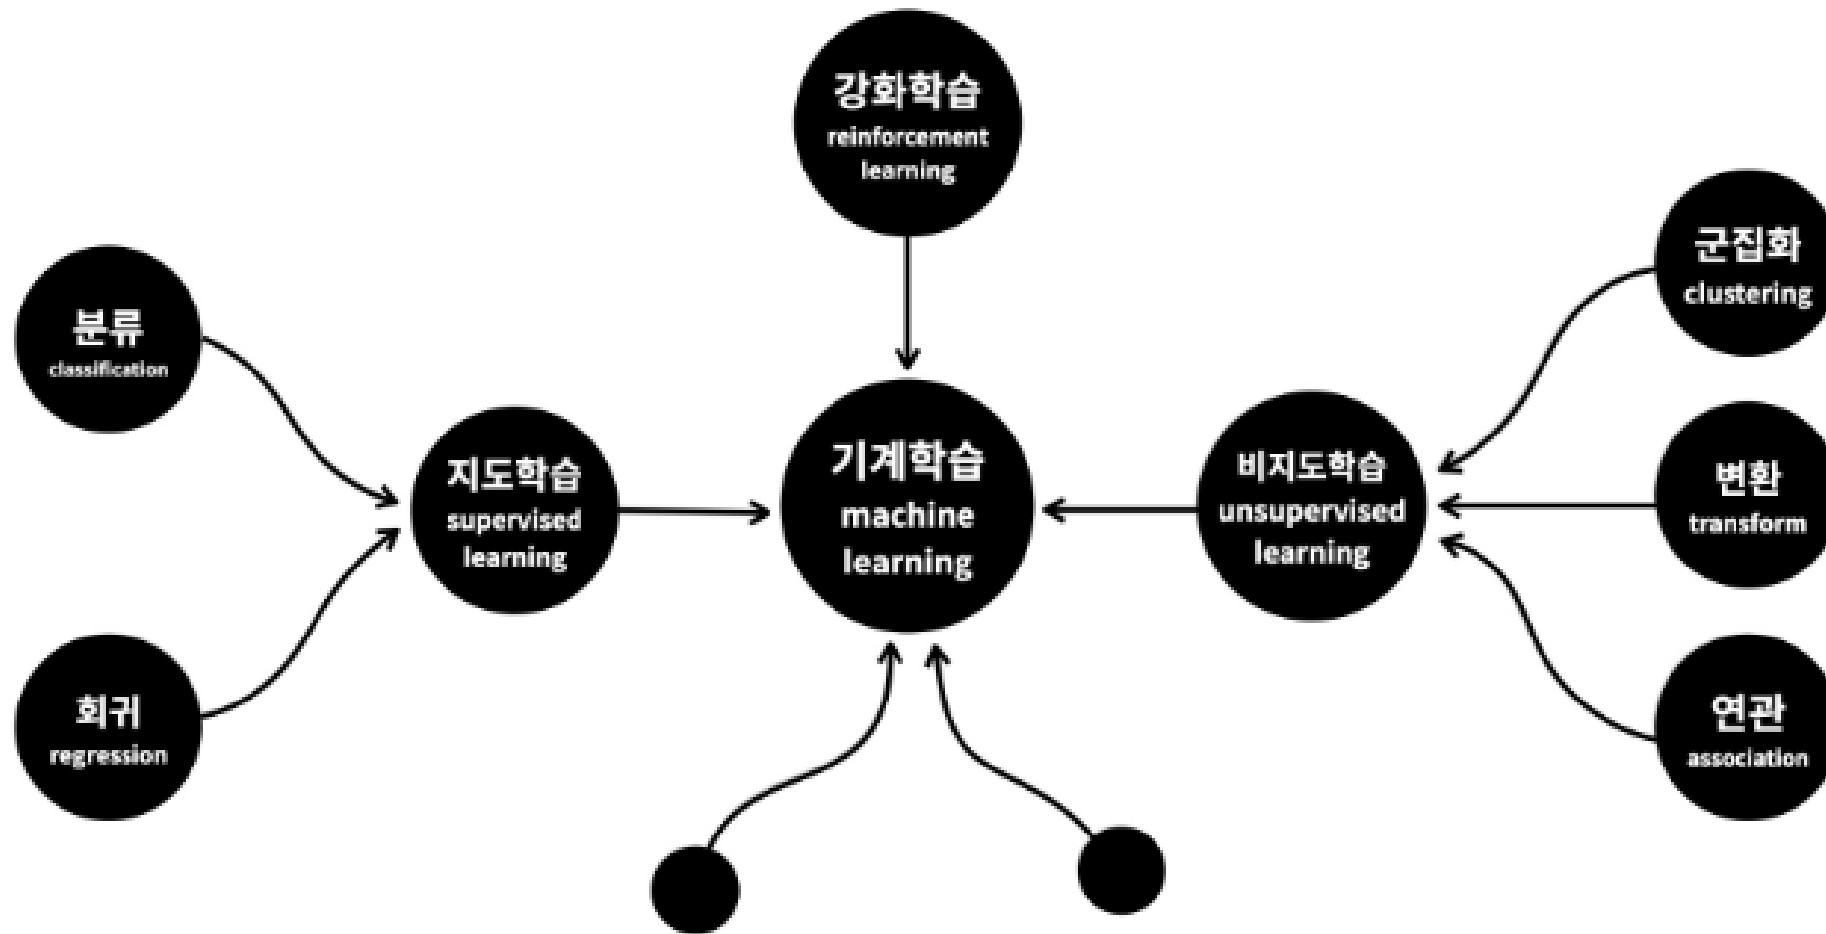 강화학습
reinforcement
learning
분류
classification
회귀
regression
지도학습
supervised
learning
기계학습
machine
learning
비지도학습
unsupervised
learning
군집화
clustering
변환
transform
연관
association